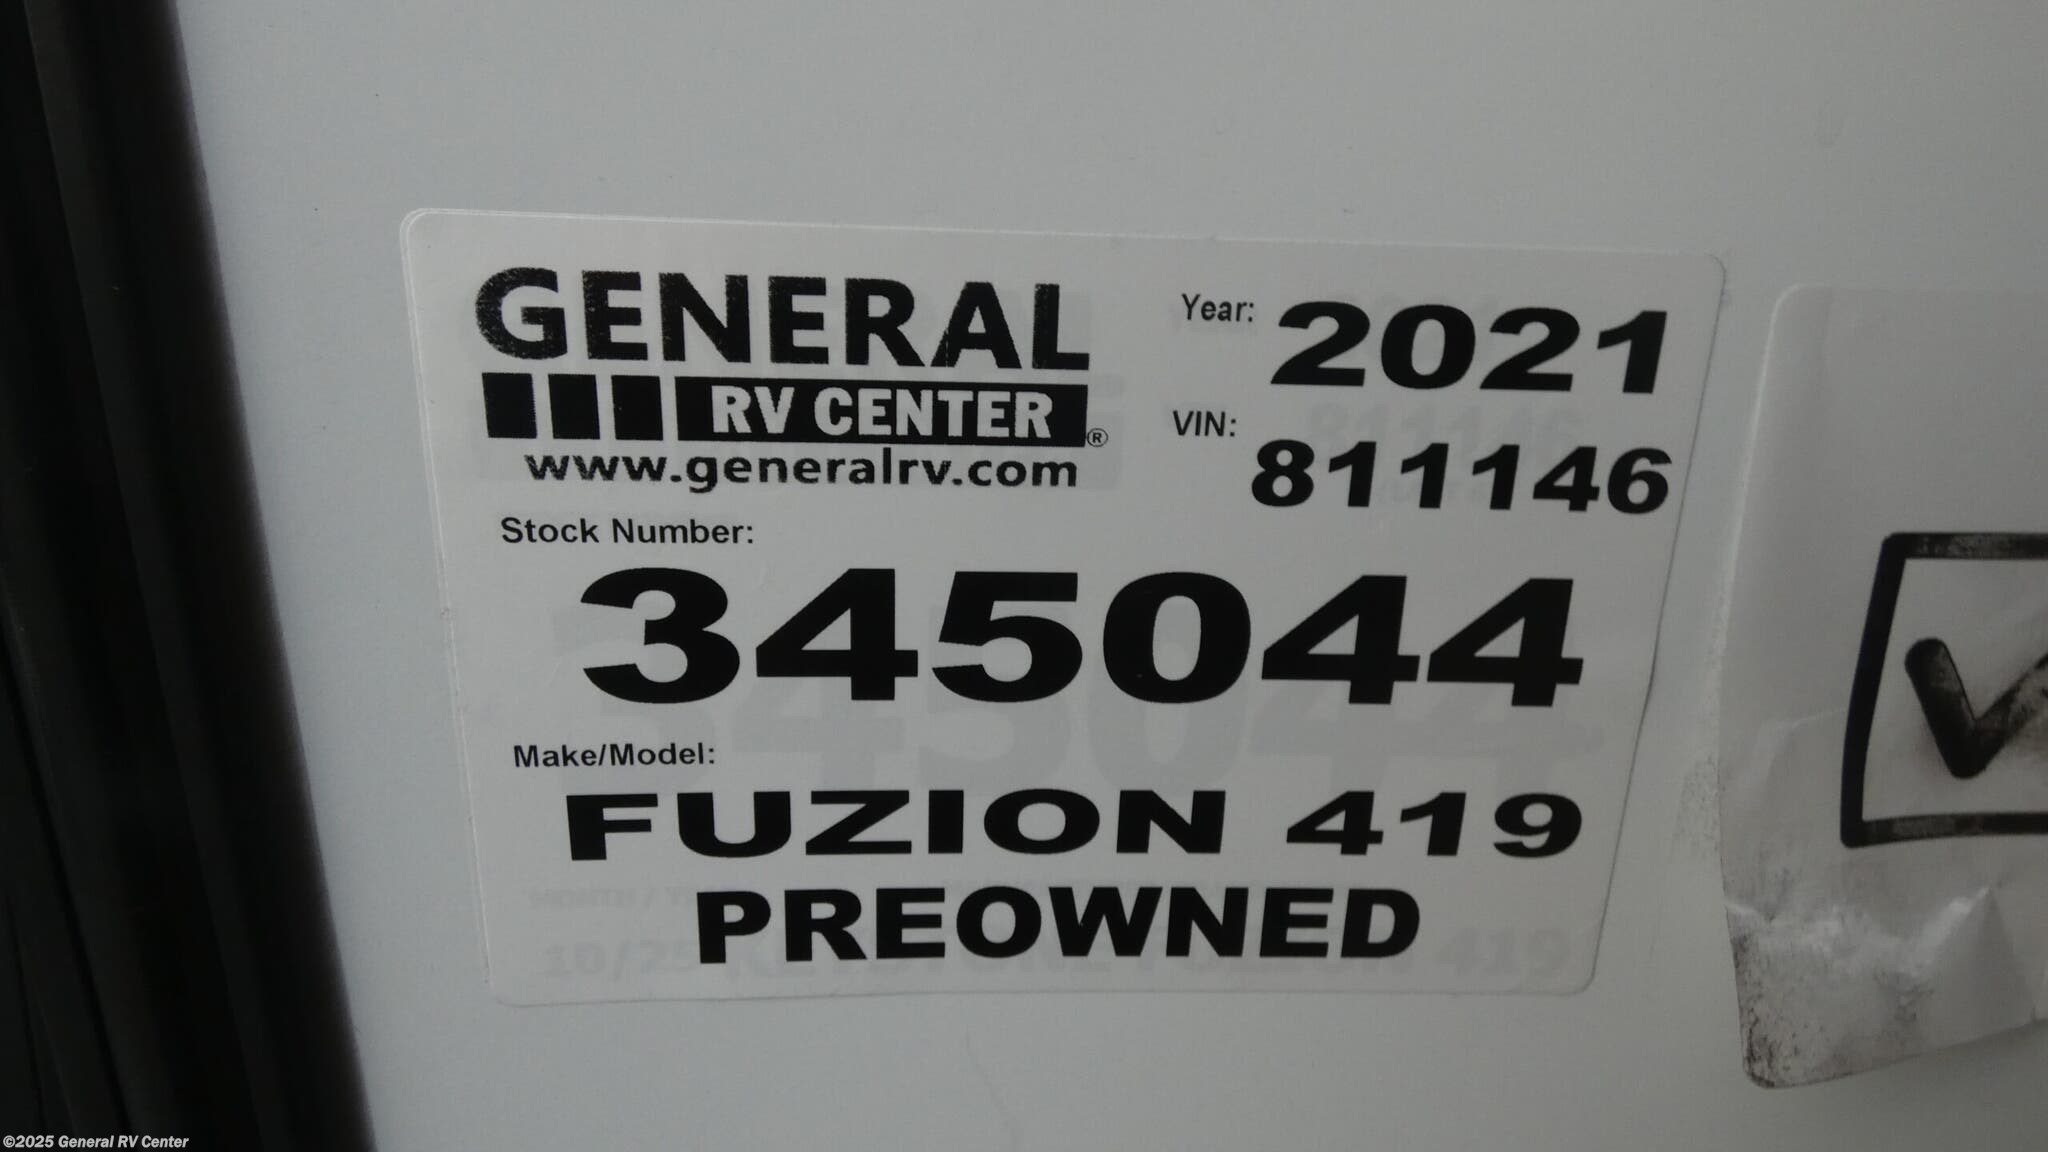 GENERAL
RV CENTER®
www.generalrv.com
Year: 2021
VIN:
811146
Stock Number:
345044
Make/Model:
FUZION 419
PREOWNED
©2025 General RV Center